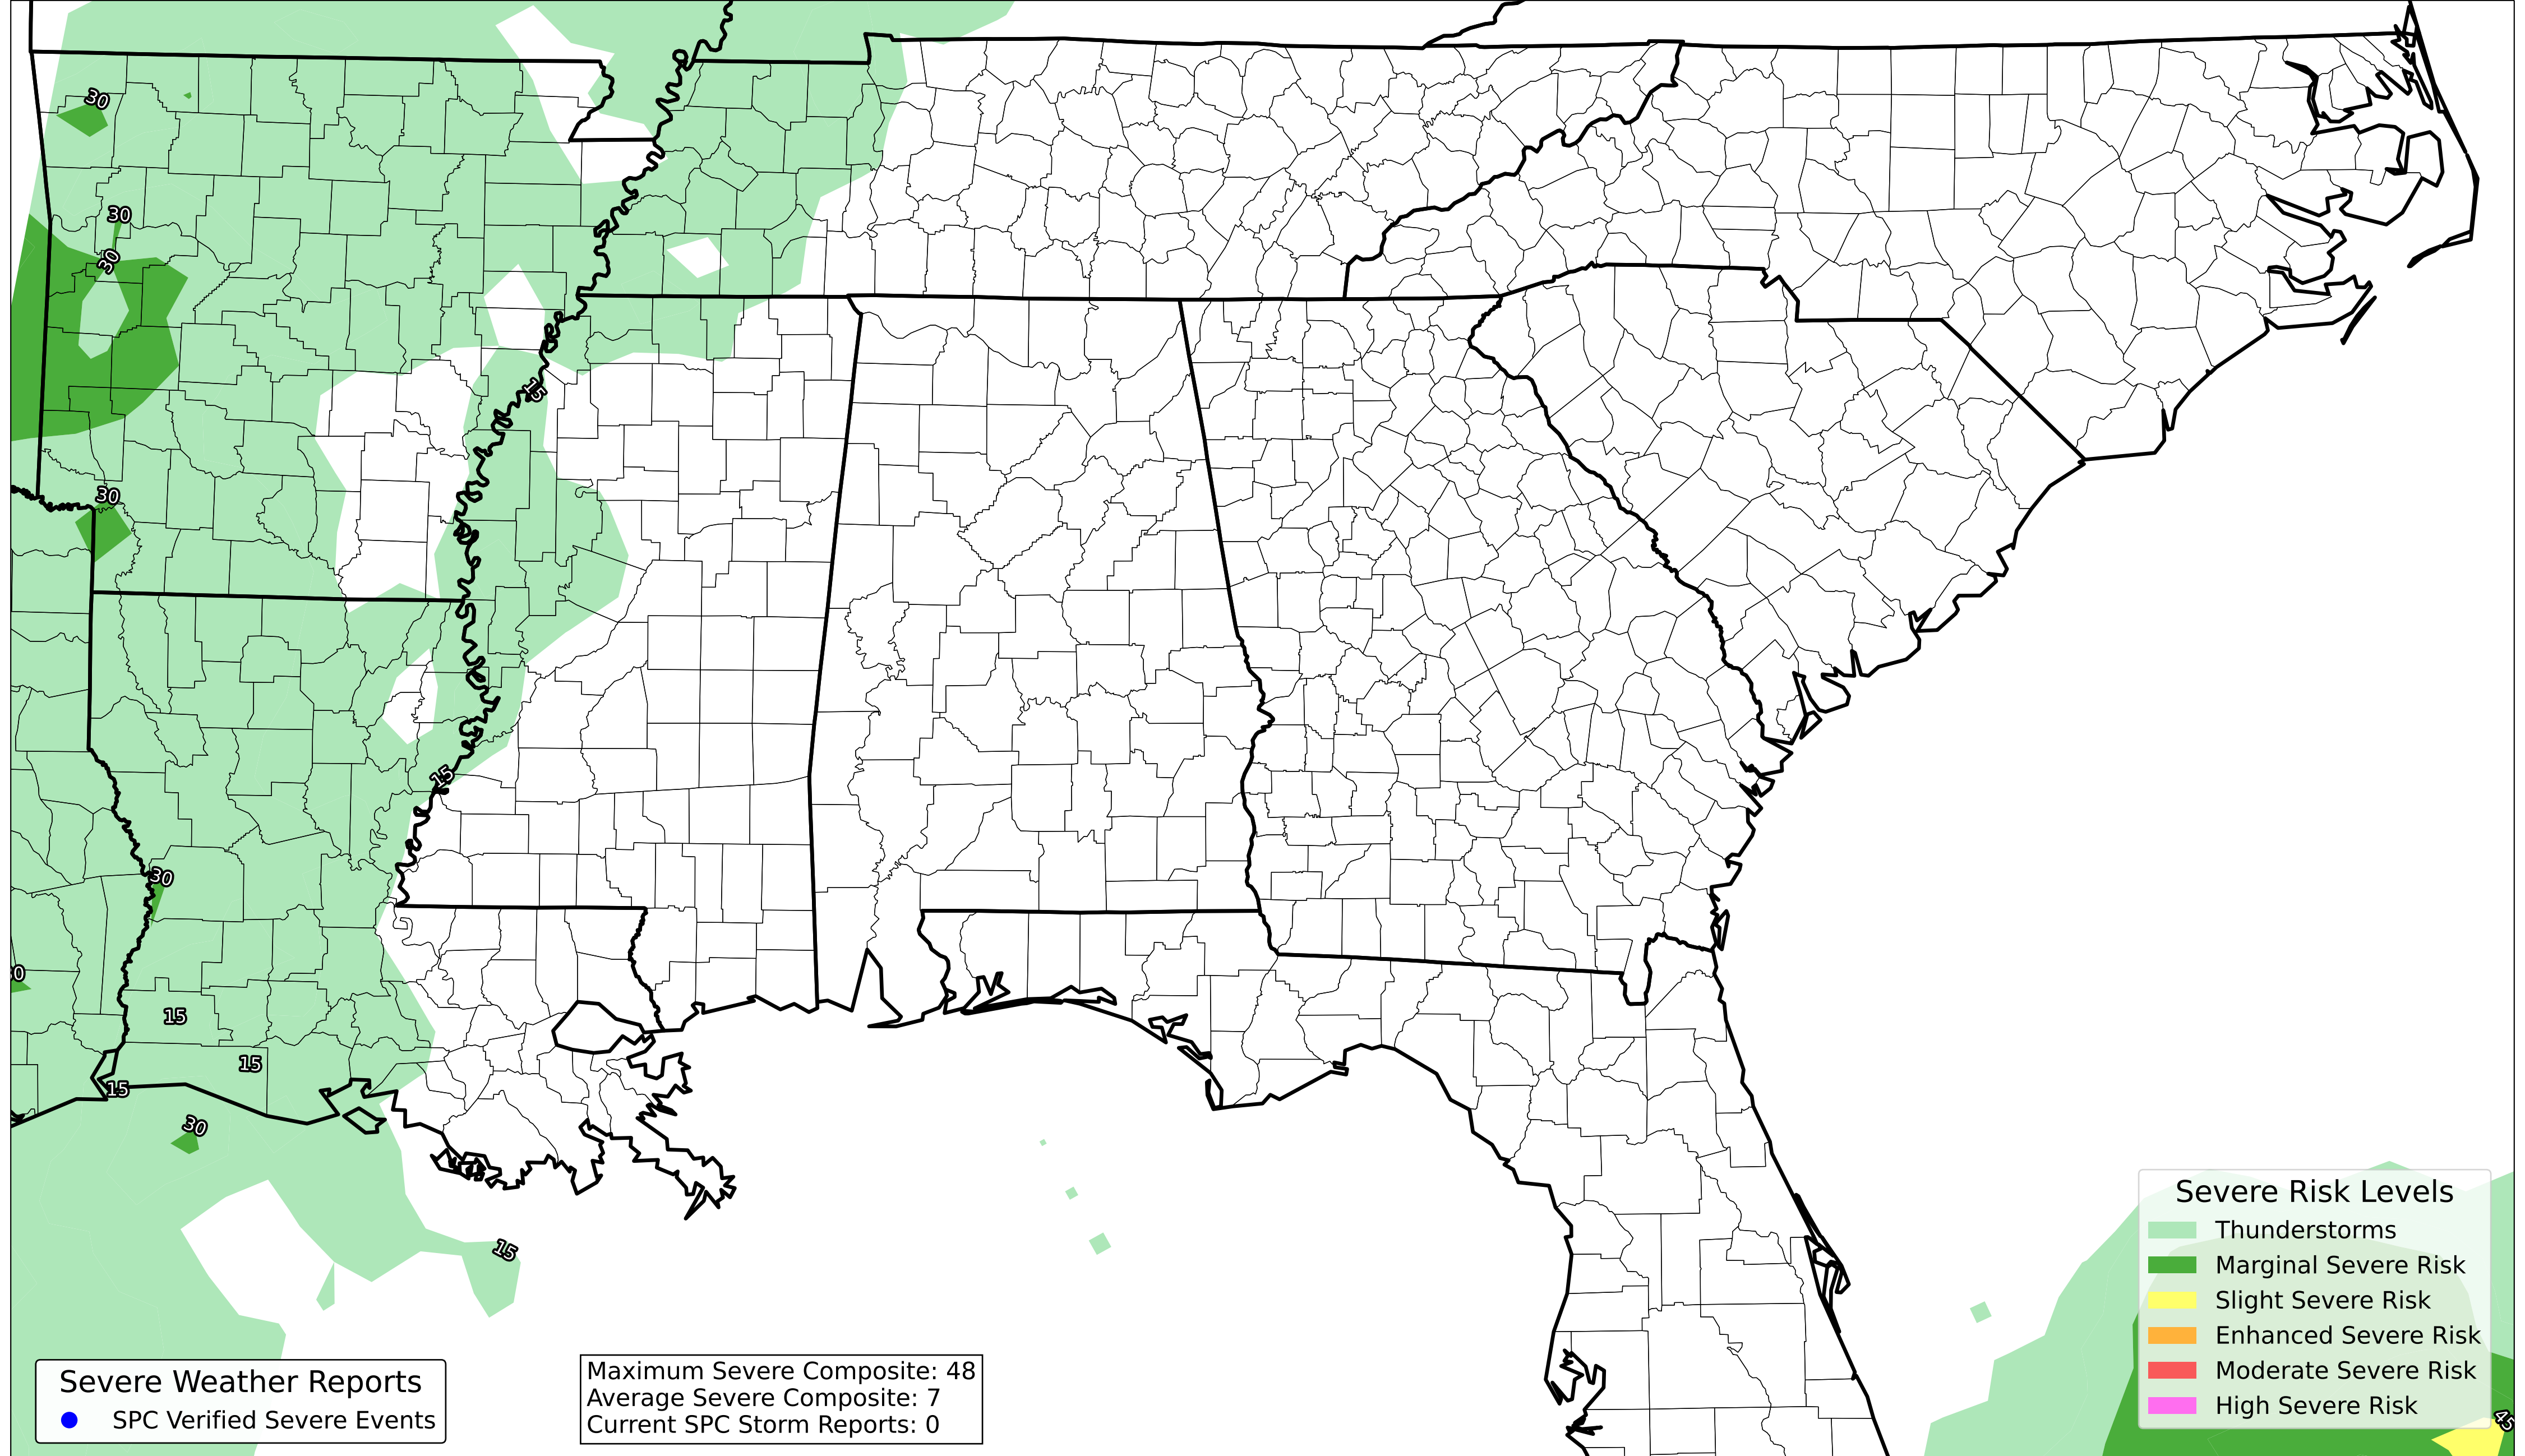 30
30
30
15
30
15
30
30
15
15
15
30
15
Severe Risk Levels
Thunderstorms
Marginal Severe Risk
Slight Severe Risk
Enhanced Severe Risk
Moderate Severe Risk
High Severe Risk
45
Severe Weather Reports
SPC Verified Severe Events
Maximum Severe Composite: 48
Average Severe Composite: 7
Current SPC Storm Reports: 0